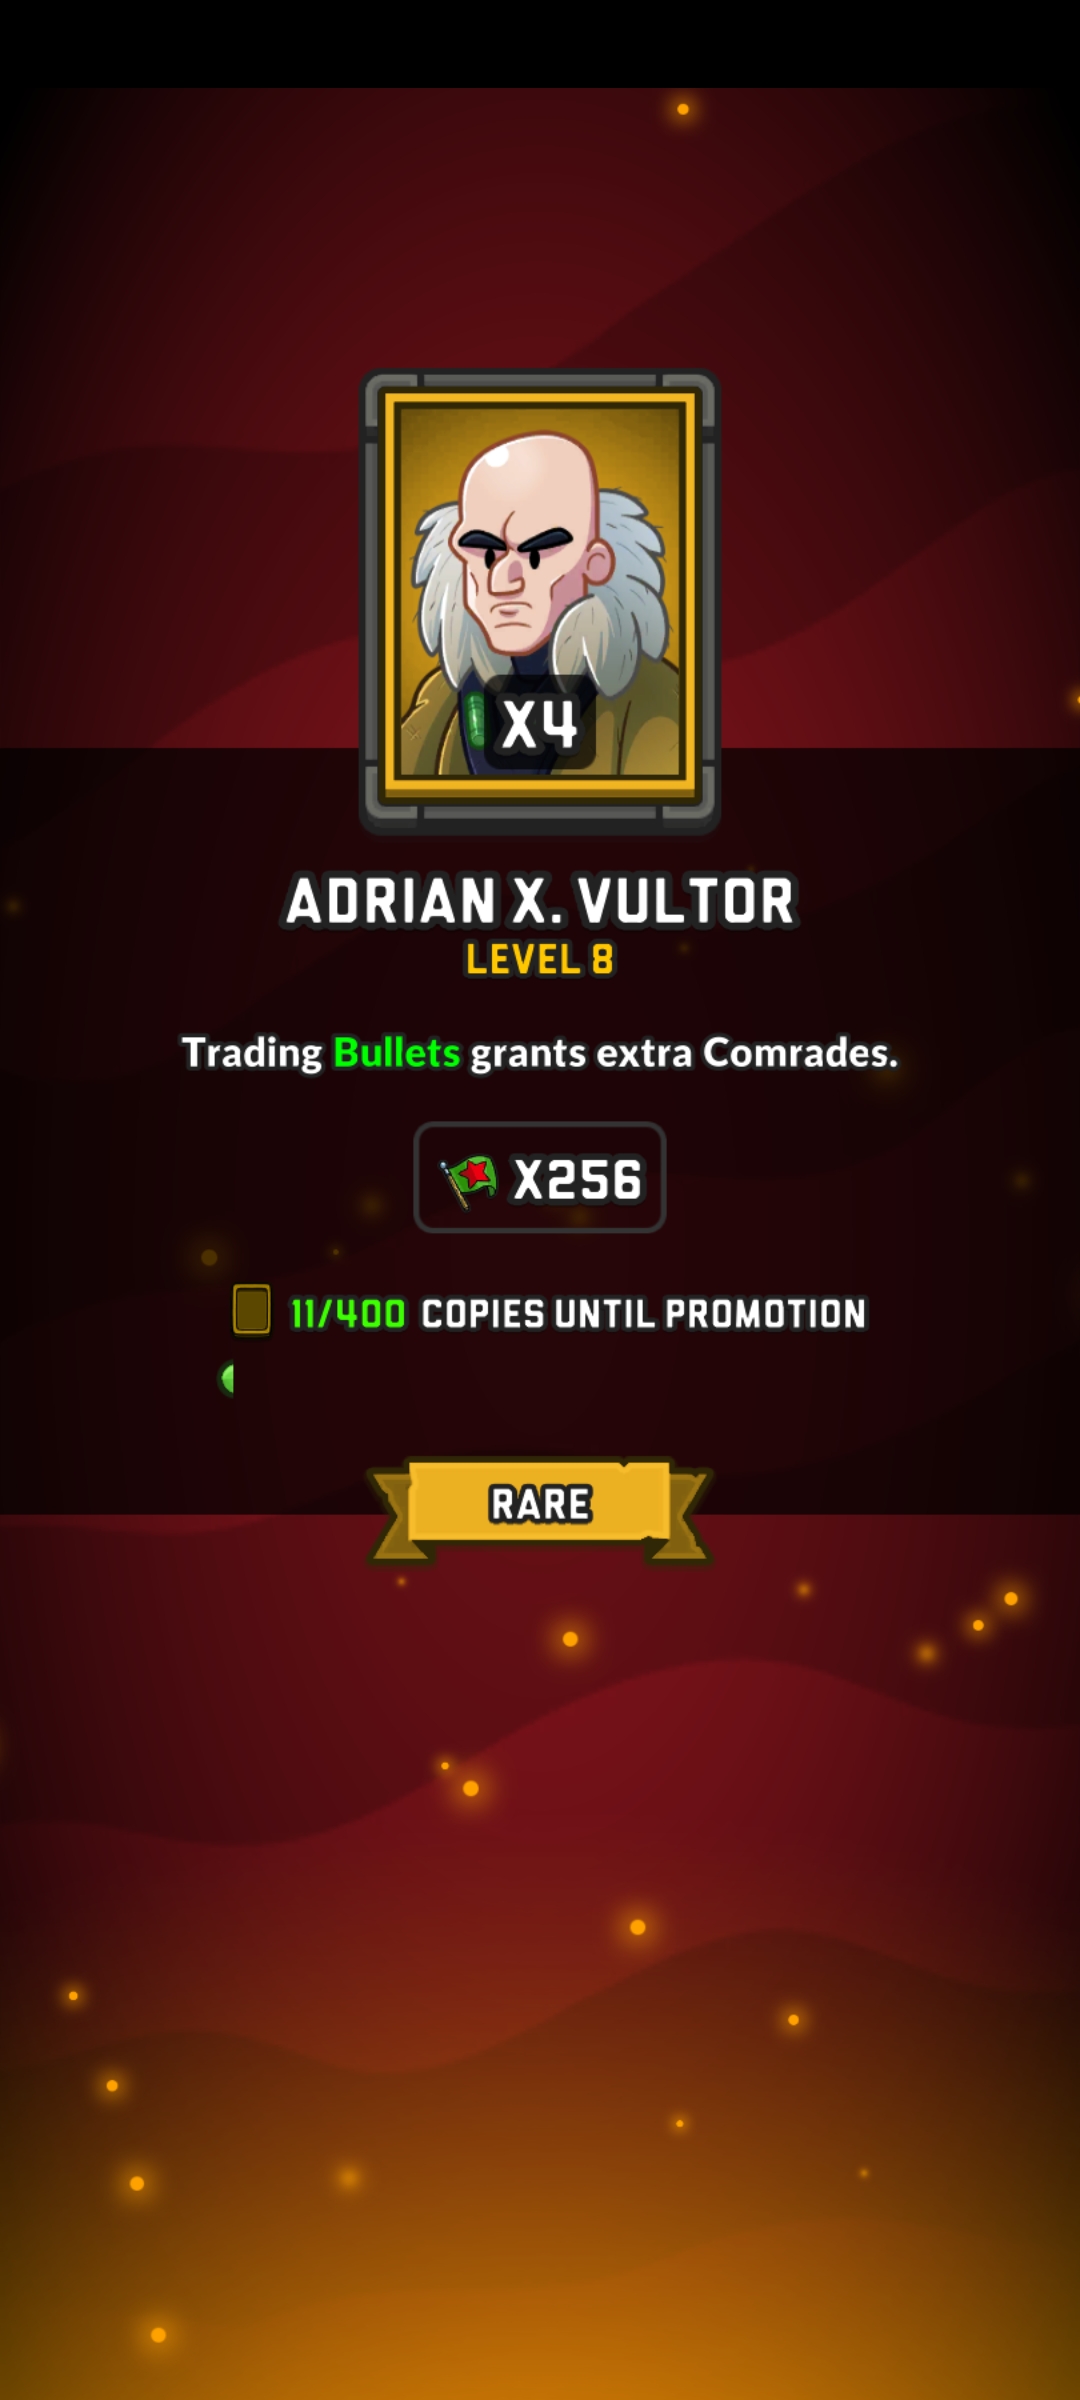 X4
ADRIAN X. VULTOR
LEVEL 8
Trading Bullets grants extra Comrades.
X256
11/400 COPIES UNTIL PROMOTION
RARE